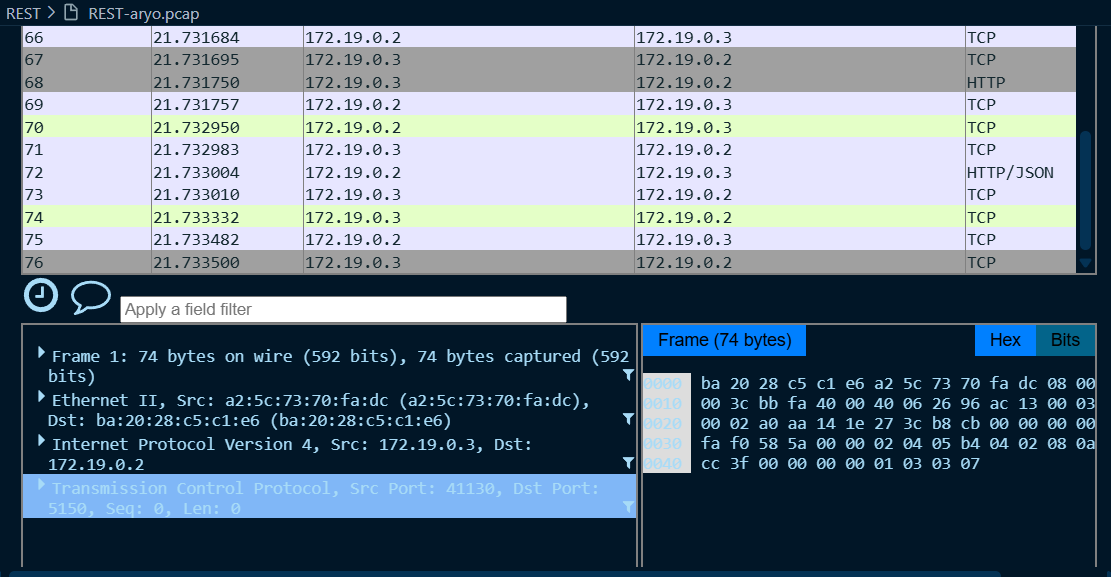 REST > REST-aryo.pcap
66 21.731684 172.19.0.2 172.19.0.3 TCP
67 21.731695 172.19.0.3 172.19.0.2 TCP
68 21.731750 172.19.0.3 172.19.0.2 HTTP
69 21.731757 172.19.0.2 172.19.0.3 TCP
70 21.732950 172.19.0.2 172.19.0.3 TCP
71 21.732983 172.19.0.3 172.19.0.2 TCP
72 21.733004 172.19.0.2 172.19.0.3 HTTP/JSON
73 21.733010 172.19.0.3 172.19.0.2 TCP
74 21.733332 172.19.0.3 172.19.0.2 TCP
75 21.733482 172.19.0.2 172.19.0.3 TCP
76 21.733500 172.19.0.3 172.19.0.2 TCP
Apply a field filter
Frame 1: 74 bytes on wire (592 bits), 74 bytes captured (592
bits)
Ethernet II, Src: a2:5c:73:70:fa:dc (a2:5c:73:70:fa:dc),
Dst: ba:20:28:c5:c1:e6 (ba:20:28:c5:c1:e6)
Internet Protocol Version 4, Src: 172.19.0.3, Dst:
172.19.0.2
Transmission Control Protocol, Src Port: 41130, Dst Port:
5150, Seq: 0, Len: 0
Frame (74 bytes) Hex Bits
0000 ba 20 28 c5 c1 e6 a2 5c 73 70 fa dc 08 00
0010 00 3c bb fa 40 00 40 06 26 96 ac 13 00 03
0020 00 02 a0 aa 14 1e 27 3c b8 cb 00 00 00 00
0030 fa f0 58 5a 00 00 02 04 05 b4 04 02 08 0a
0040 cc 3f 00 00 00 00 01 03 03 07